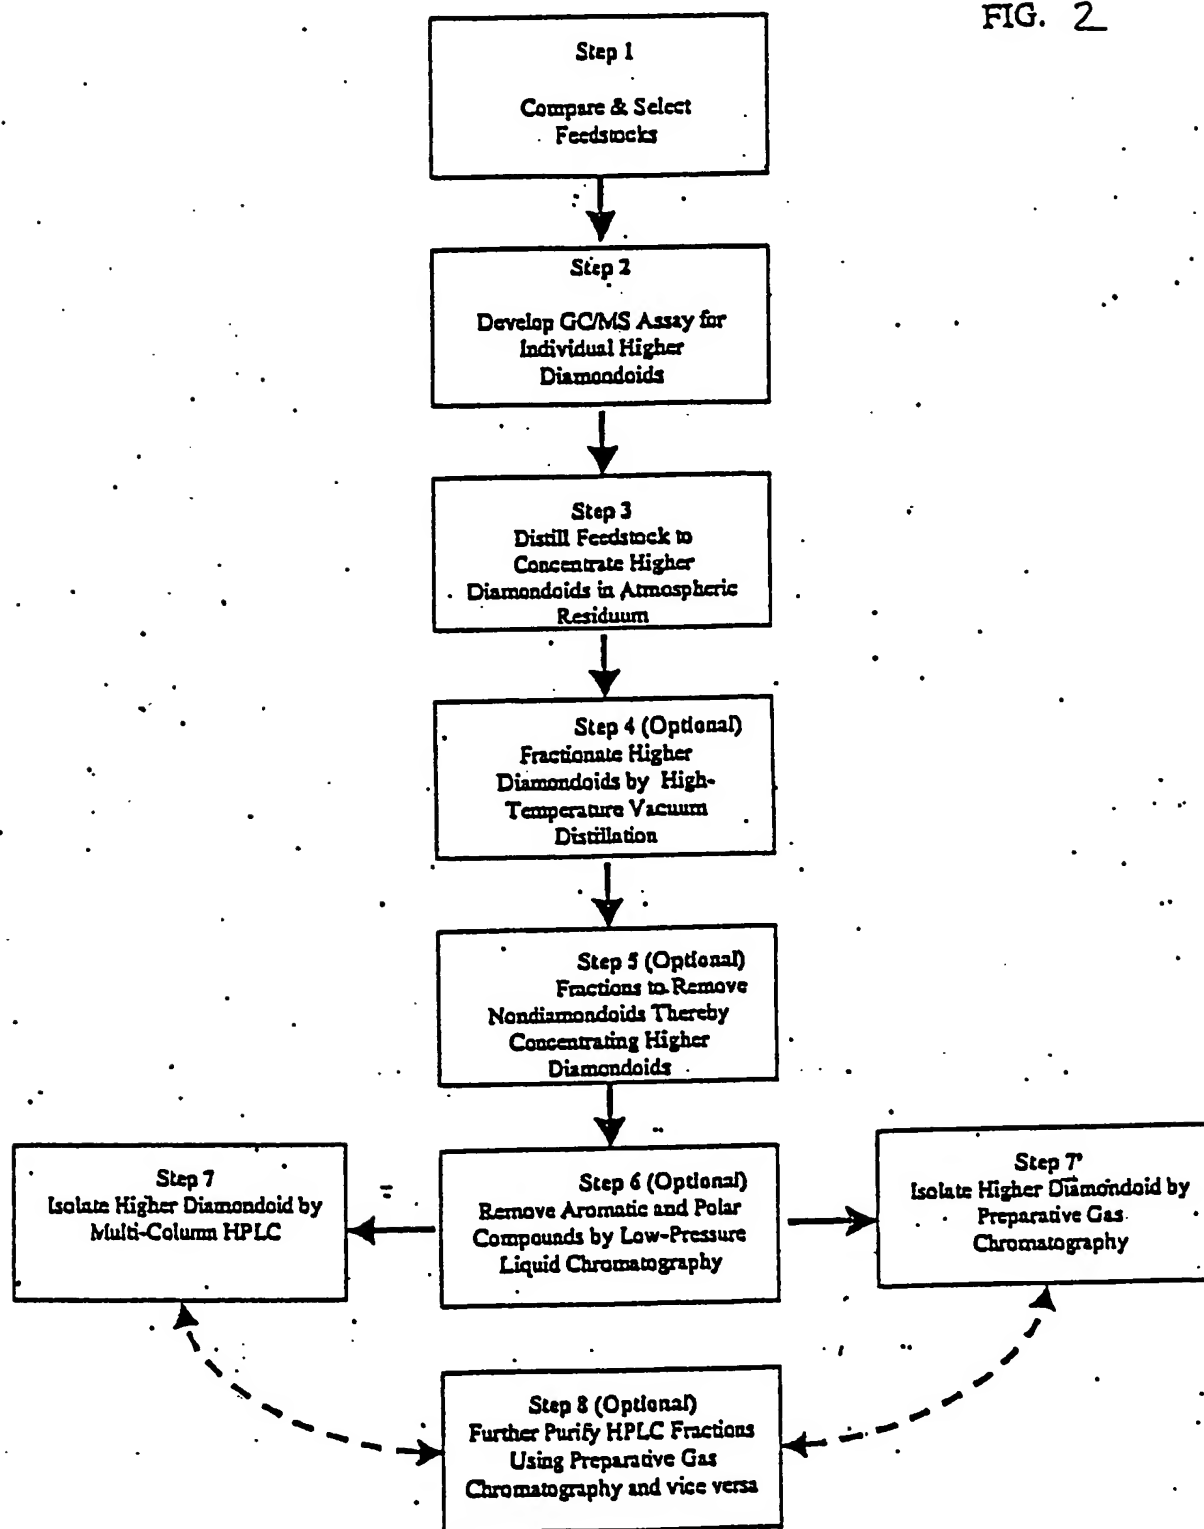 FIG. 2
Step 1
Compare & Select
Feedstocks
Step 2
Develop GC/MS Assay for
Individual Higher
Diamondoids
Step 3
Distill Feedstock to
Concentrate Higher
Diamondoids in Atmospheric
Residuum
Step 4 (Optional)
Fractionate Higher
Diamondoids by High-
Temperature Vacuum
Distillation
Step 5 (Optional)
Fractions to Remove
Nondiamondoids Thereby
Concentrating Higher
Diamondoids
Step 6 (Optional)
Remove Aromatic and Polar
Compounds by Low-Pressure
Liquid Chromatography
Step 7
Isolate Higher Diamondoid by
Multi-Column HPLC
Step 7'
Isolate Higher Diamondoid by
Preparative Gas
Chromatography
Step 8 (Optional)
Further Purify HPLC Fractions
Using Preparative Gas
Chromatography and vice versa